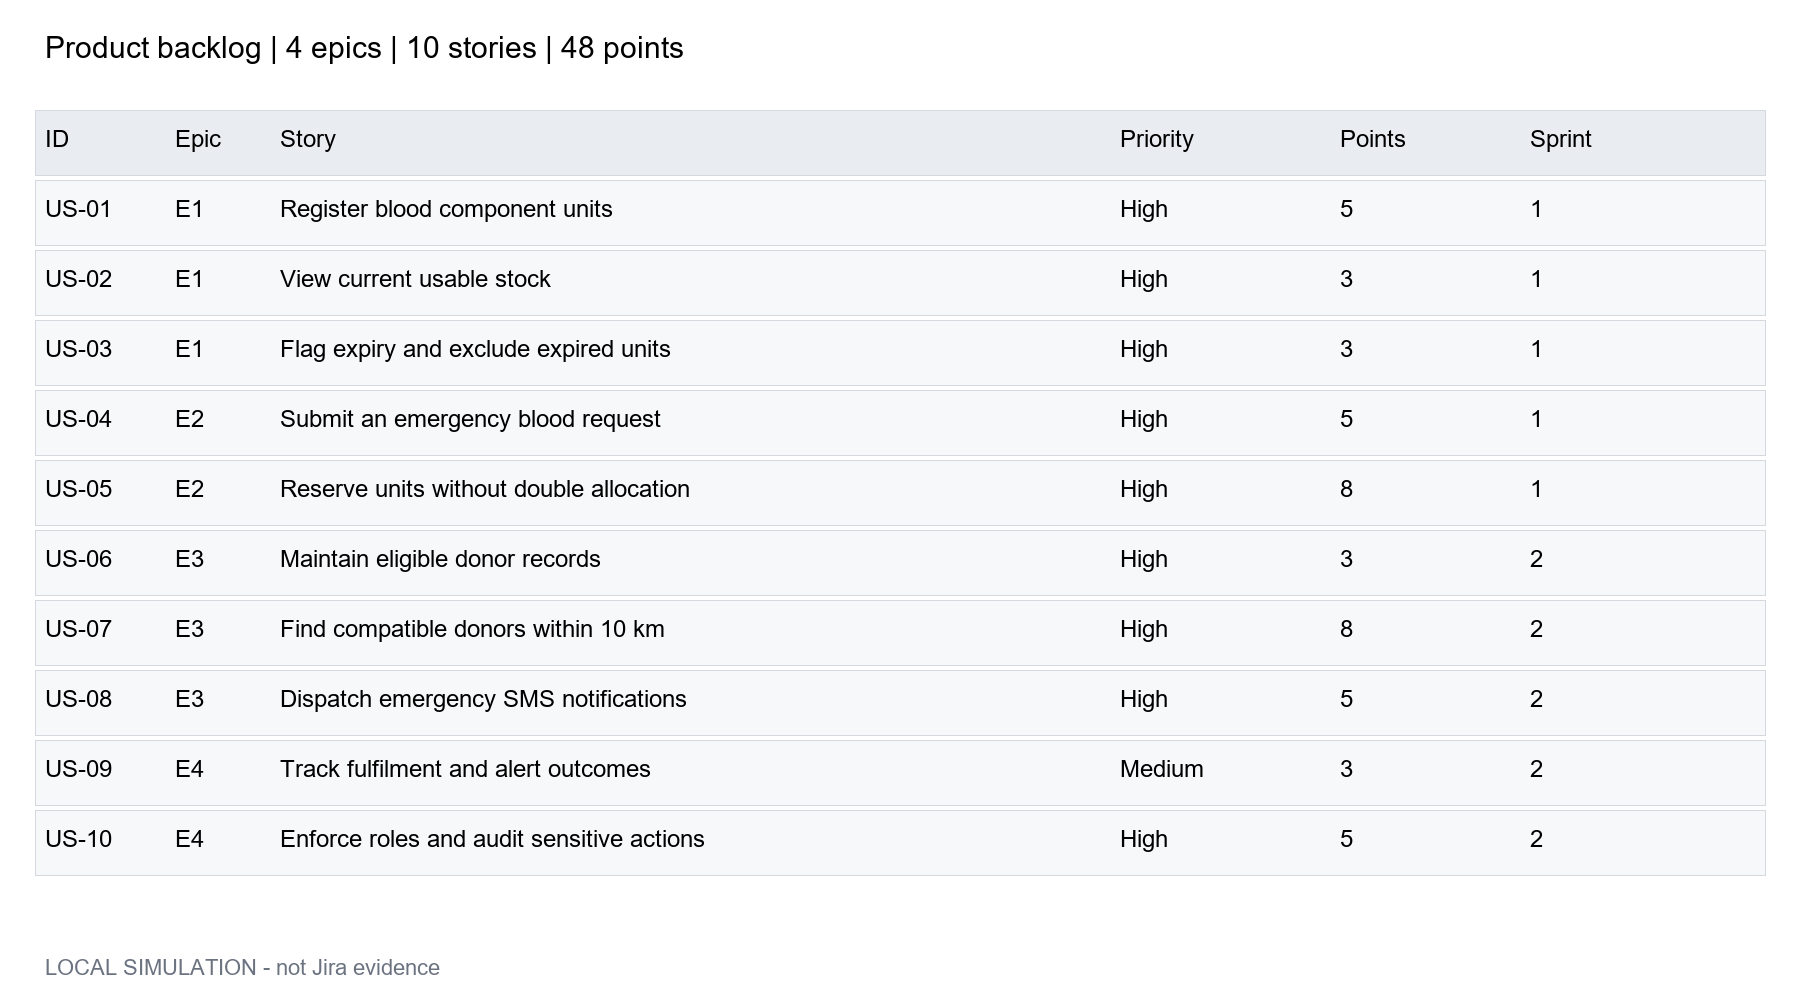 Product backlog | 4 epics | 10 stories | 48 points
ID Epic Story Priority Points Sprint
US-01 E1 Register blood component units High 5 1
US-02 E1 View current usable stock High 3 1
US-03 E1 Flag expiry and exclude expired units High 3 1
US-04 E2 Submit an emergency blood request High 5 1
US-05 E2 Reserve units without double allocation High 8 1
US-06 E3 Maintain eligible donor records High 3 2
US-07 E3 Find compatible donors within 10 km High 8 2
US-08 E3 Dispatch emergency SMS notifications High 5 2
US-09 E4 Track fulfilment and alert outcomes Medium 3 2
US-10 E4 Enforce roles and audit sensitive actions High 5 2
LOCAL SIMULATION - not Jira evidence